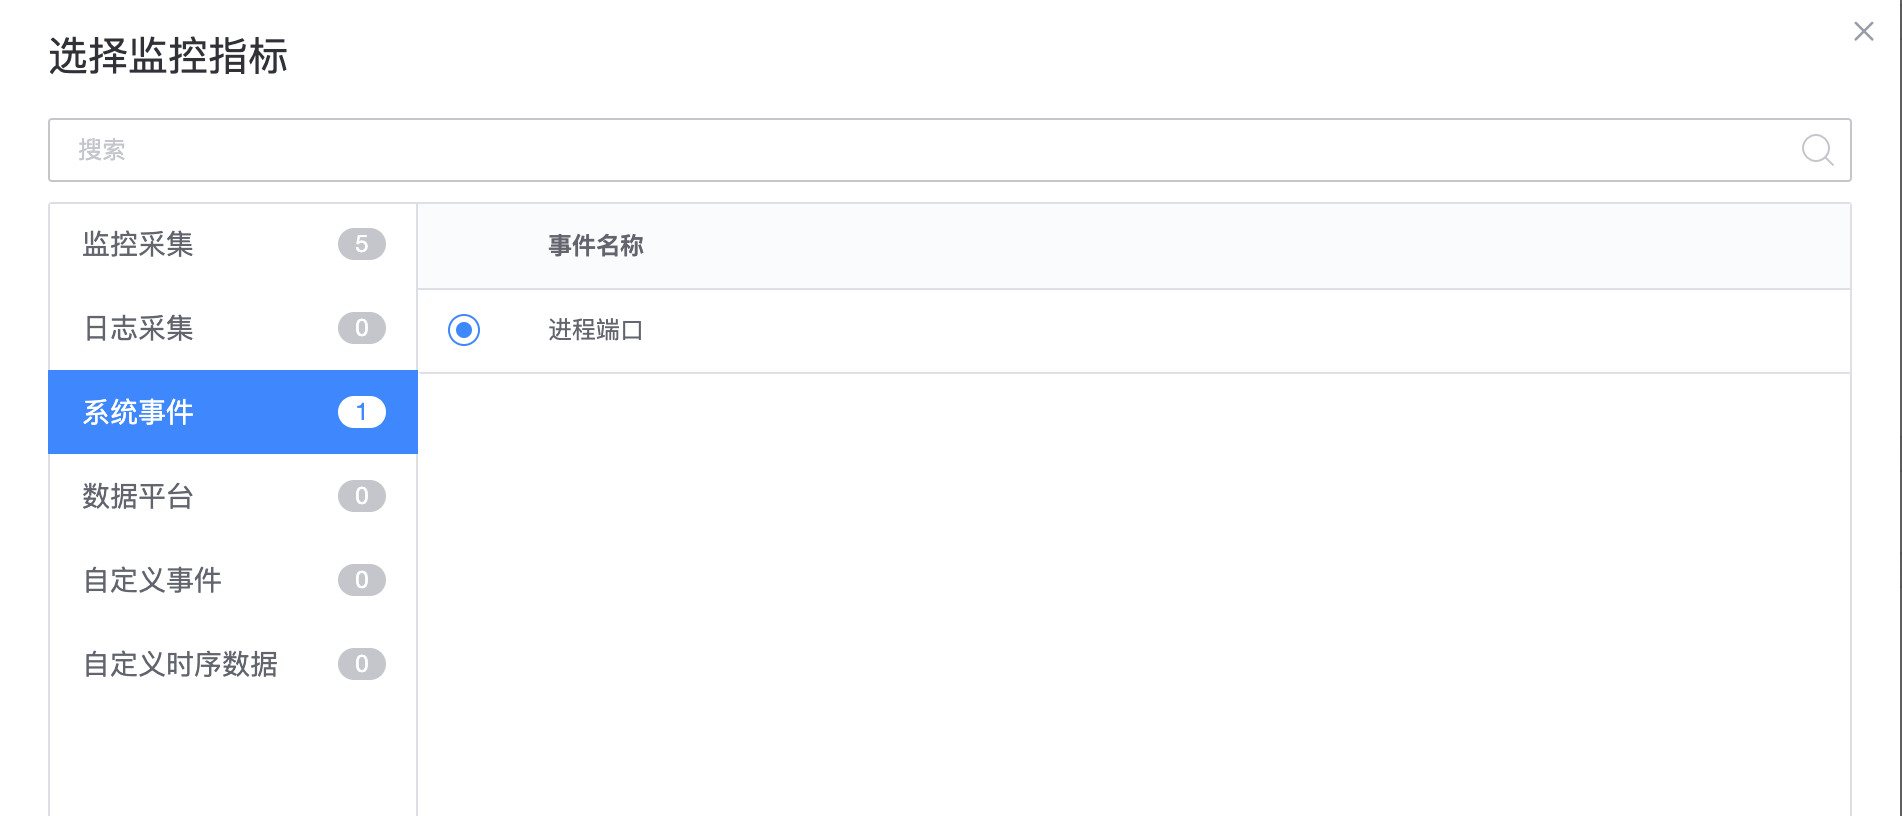 选择监控指标
搜索
监控采集 5
日志采集 0
系统事件 1
数据平台 0
自定义事件 0
自定义时序数据 0
事件名称
进程端口